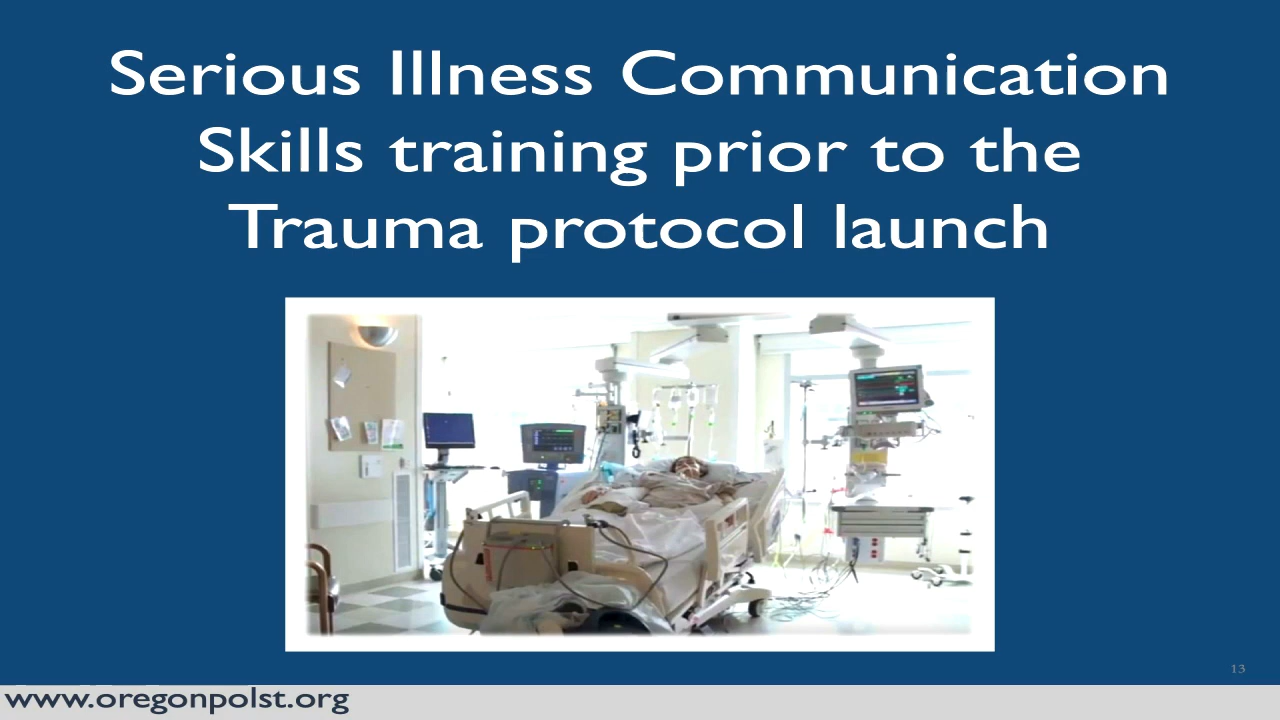 Serious Illness Communication
Skills training prior to the
Trauma protocol launch
13
www.oregonpolst.org